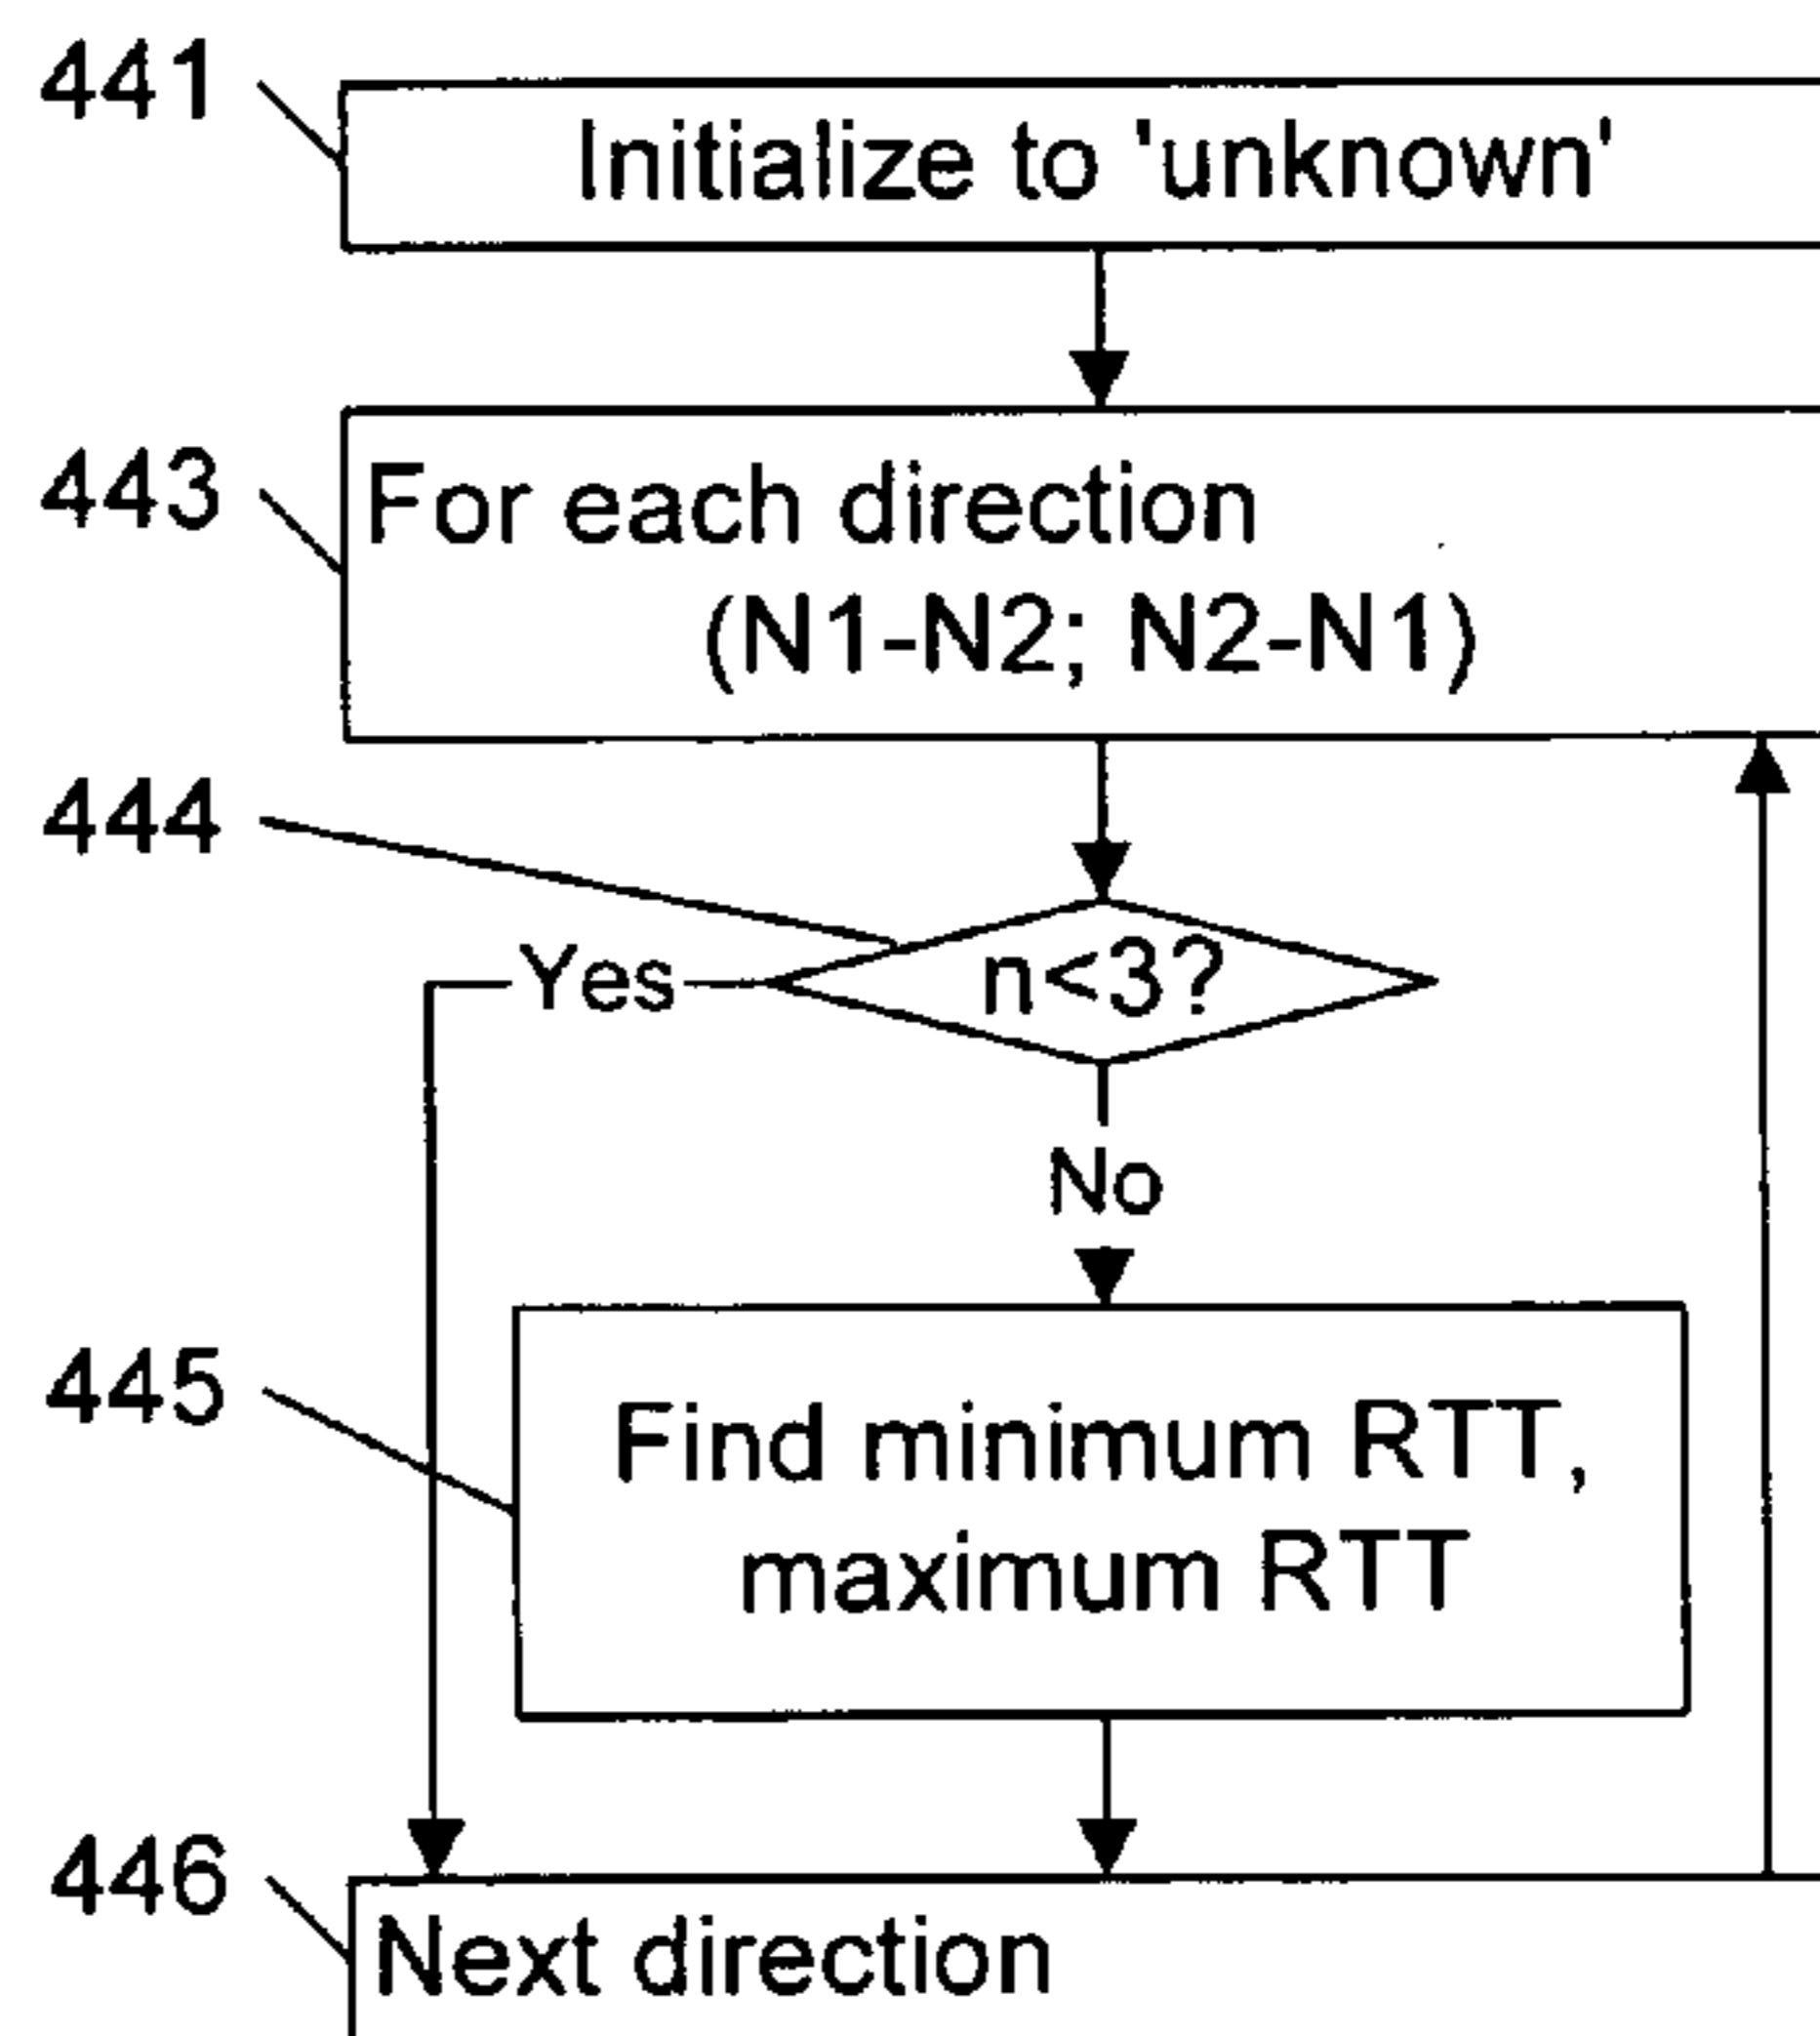 441
Initialize to 'unknown'
443
For each direction
(N1-N2; N2-N1)
444
Yes
n<3?
No
445
Find minimum RTT,
maximum RTT
446
Next direction